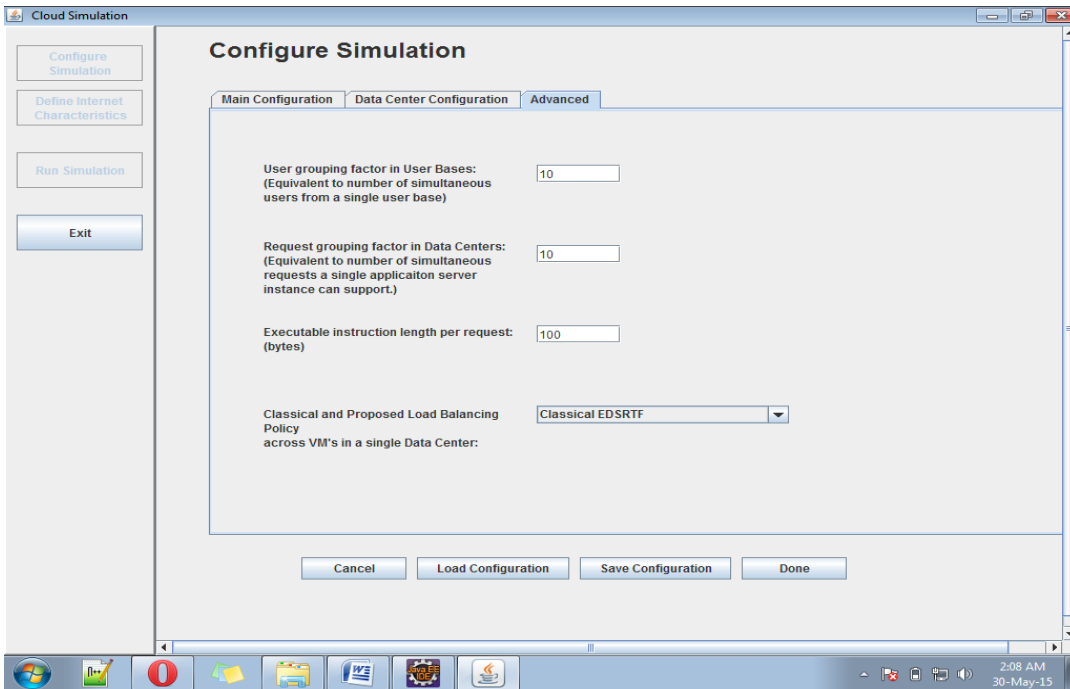 Cloud Simulation
Configure
Simulation
Define Internet
Characteristics
Run Simulation
Exit
Configure Simulation
Main Configuration
Data Center Configuration
Advanced
User grouping factor in User Bases:
(Equivalent to number of simultaneous
users from a single user base)
10
Request grouping factor in Data Centers:
(Equivalent to number of simultaneous
requests a single applicaiton server
instance can support.)
10
Executable instruction length per request:
(bytes)
100
Classical and Proposed Load Balancing
Policy
across VM's in a single Data Center:
Classical EDSRTF
Cancel
Load Configuration
Save Configuration
Done
n++
W
Java EE
IDE
2:08 AM
30-May-15